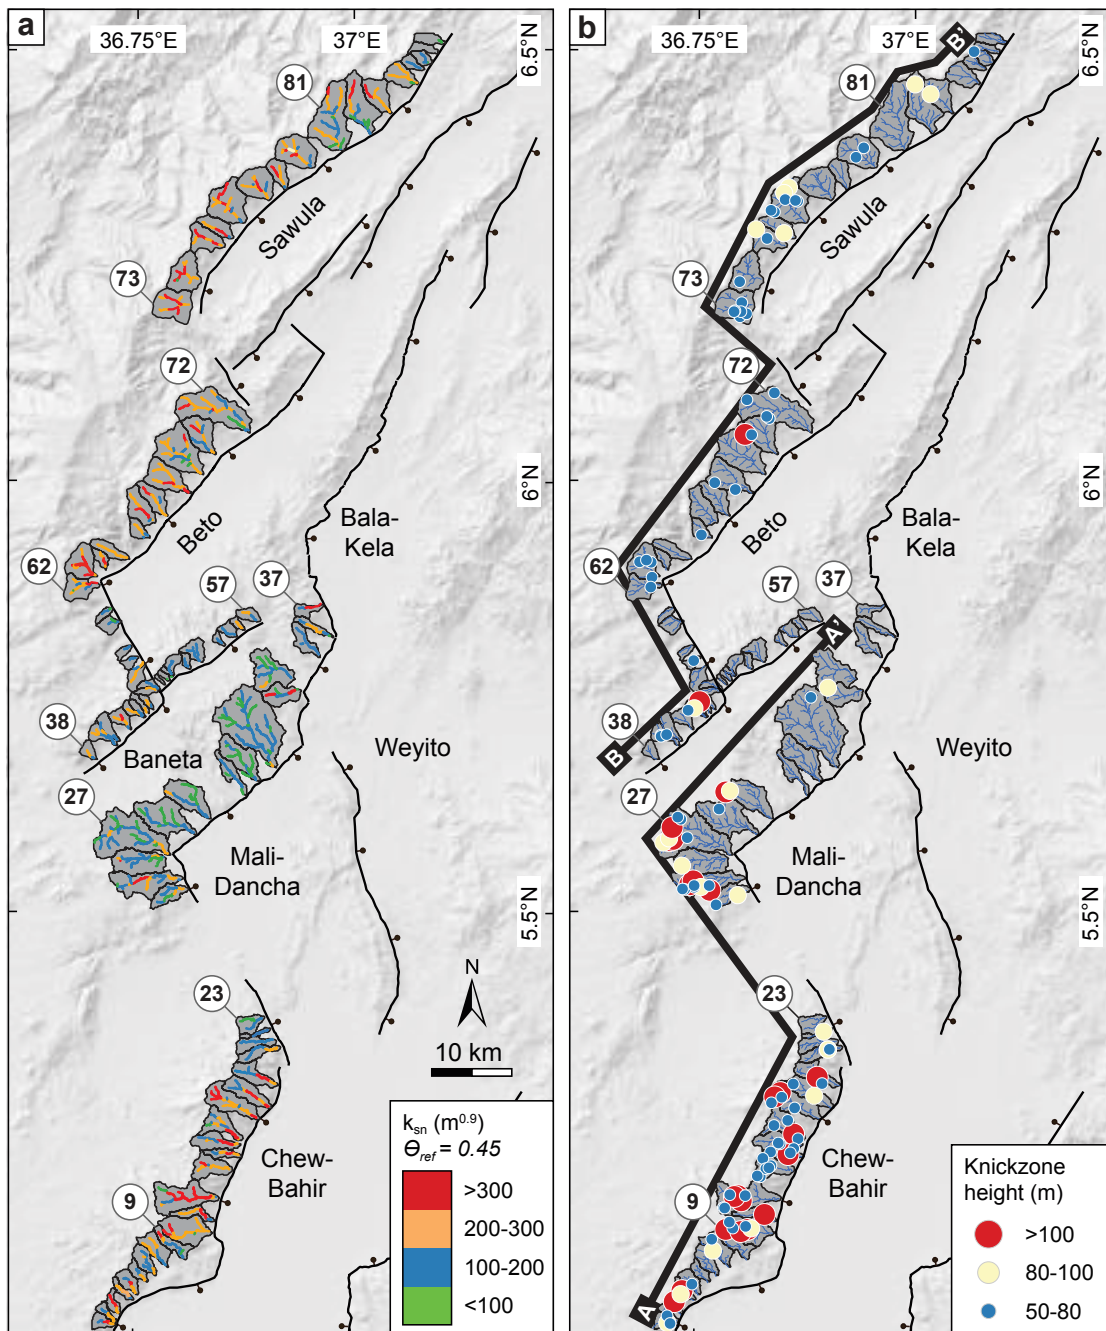 a
36.75°E
37°E
6.5°N
81
73
Sawula
72
6°N
Beto
Bala-
Kela
62
57
37
38
Baneta
Weyito
27
Mali-
Dancha
5.5°N
23
N
10 km
Chew-
Bahir
9
k_sn (m^0.9)
Θ_ref = 0.45
>300
200-300
100-200
<100
b
36.75°E
37°E
6.5°N
B'
81
73
Sawula
72
6°N
Beto
Bala-
Kela
62
57
37
A'
38
B
Weyito
27
Mali-
Dancha
5.5°N
23
Chew-
Bahir
9
A
Knickzone
height (m)
>100
80-100
50-80